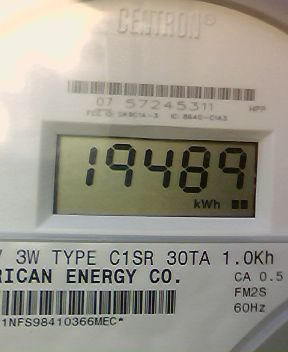 CENTRON®
07 57245311 HPP
19489
kWh
3W TYPE C1SR 30TA 1.0Kh
RICAN ENERGY CO.
CA 0.5
FM2S
60Hz
1NFS98410366MEC*